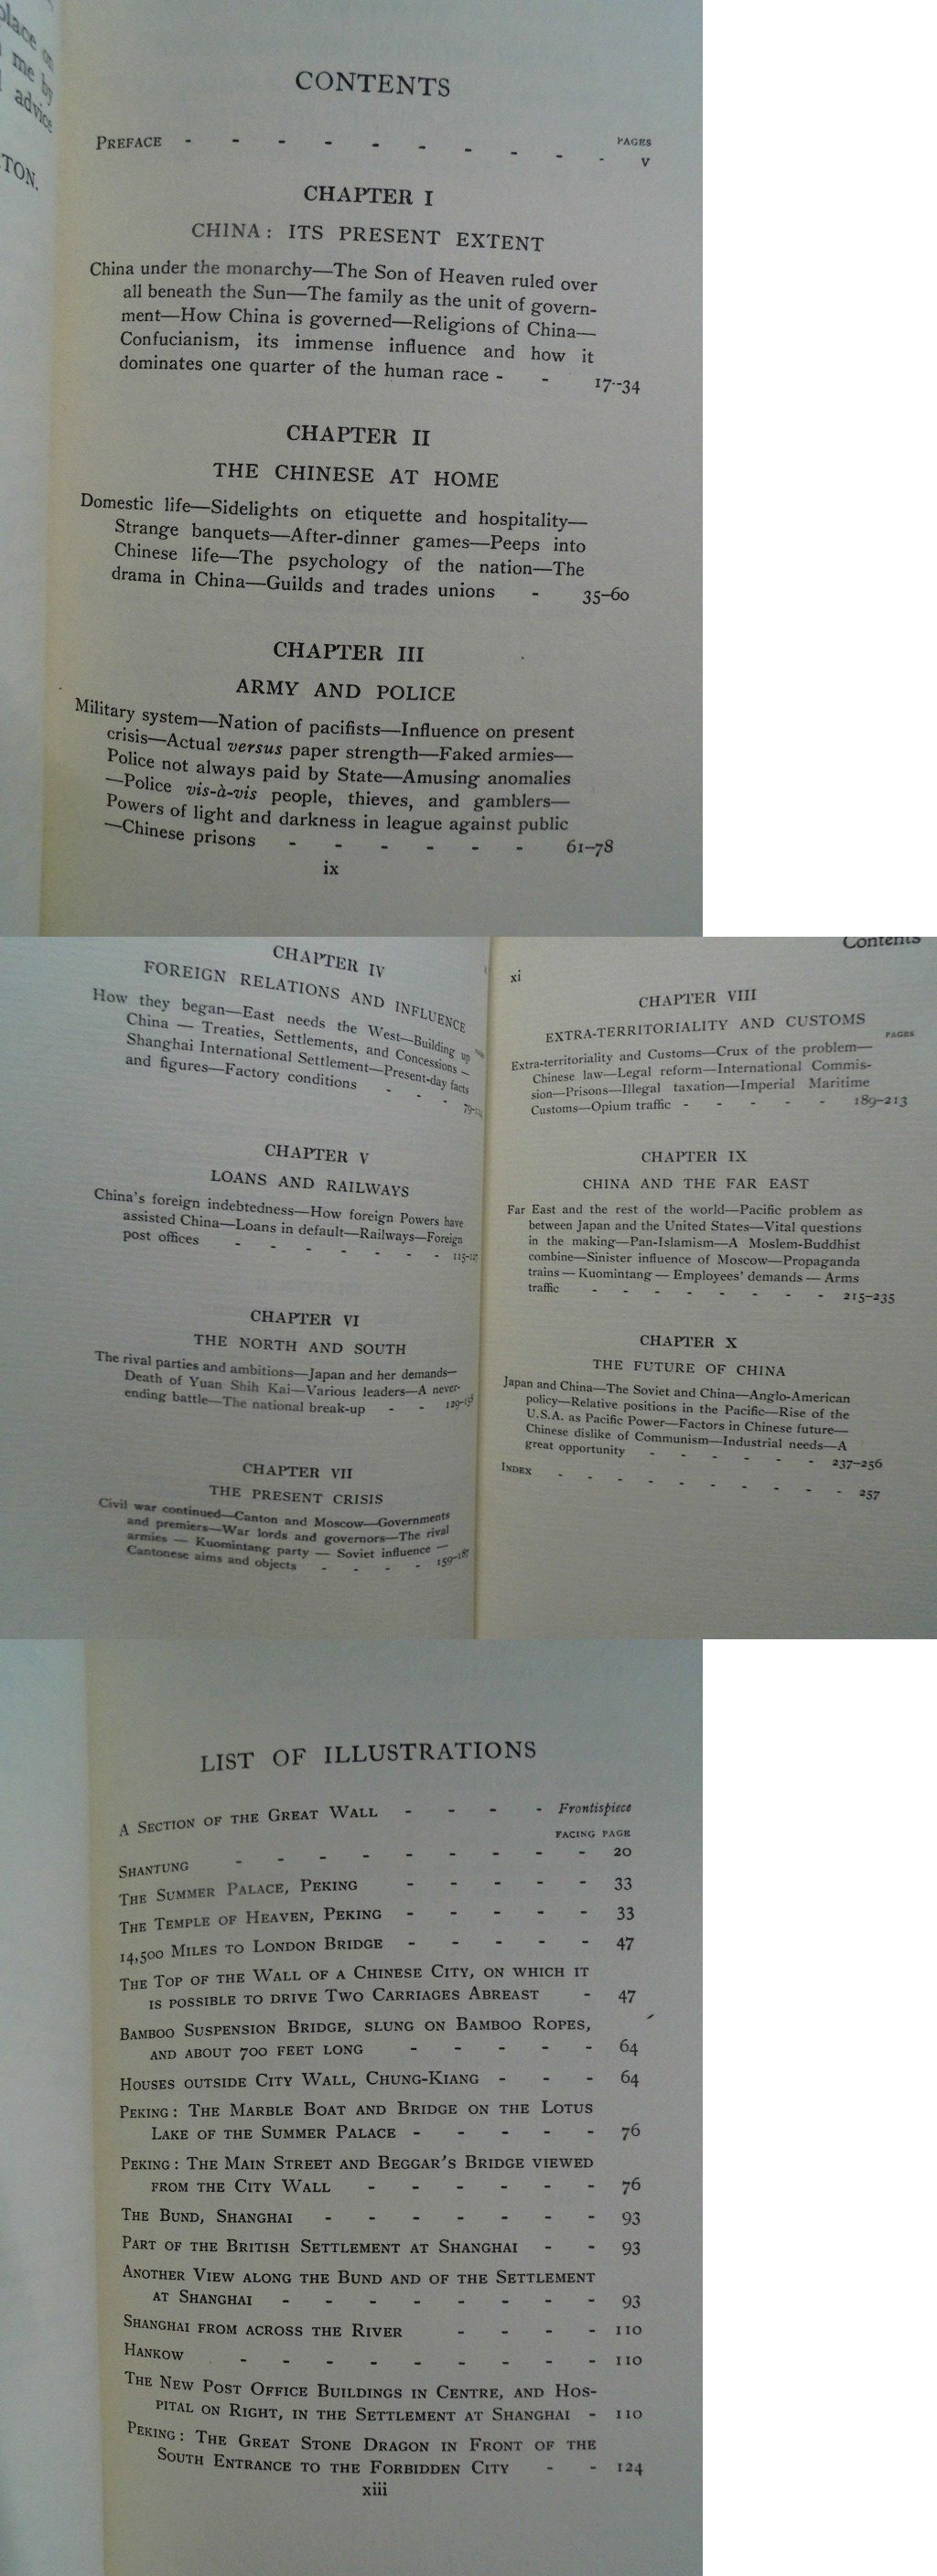 place on
me by
advice
TON.
CONTENTS
PAGES
PREFACE - - - - - - - - - - v
CHAPTER I
CHINA: ITS PRESENT EXTENT
China under the monarchy—The Son of Heaven ruled over
all beneath the Sun—The family as the unit of govern-
ment—How China is governed—Religions of China—
Confucianism, its immense influence and how it
dominates one quarter of the human race - - 17--34
CHAPTER II
THE CHINESE AT HOME
Domestic life—Sidelights on etiquette and hospitality—
Strange banquets—After-dinner games—Peeps into
Chinese life—The psychology of the nation—The
drama in China—Guilds and trades unions - 35–60
CHAPTER III
ARMY AND POLICE
Military system—Nation of pacifists—Influence on present
crisis—Actual versus paper strength—Faked armies—
Police not always paid by State—Amusing anomalies
—Police vis-à-vis people, thieves, and gamblers—
Powers of light and darkness in league against public
—Chinese prisons - - - - - - 61–78
ix
CHAPTER IV
FOREIGN RELATIONS AND INFLUENCE
How they began—East needs the West—Building up
China — Treaties, Settlements, and Concessions —
Shanghai International Settlement—Present-day facts
and figures—Factory conditions - - -
CHAPTER V
LOANS AND RAILWAYS
China's foreign indebtedness—How foreign Powers have
assisted China—Loans in default—Railways—Foreign
post offices - - - - - - - 115-127
CHAPTER VI
THE NORTH AND SOUTH
The rival parties and ambitions—Japan and her demands—
Death of Yuan Shih Kai—Various leaders—A never-
ending battle—The national break-up - -
CHAPTER VII
THE PRESENT CRISIS
Civil war continued—Canton and Moscow—Governments
and premiers—War lords and governors—The rival
armies — Kuomintang party — Soviet influence —
Cantonese aims and objects - - - - 159-187
Contents
xi
CHAPTER VIII
EXTRA-TERRITORIALITY AND CUSTOMS
PAGES
Extra-territoriality and Customs—Crux of the problem—
Chinese law—Legal reform—International Commis-
sion—Prisons—Illegal taxation—Imperial Maritime
Customs—Opium traffic - - - - - 189–213
CHAPTER IX
CHINA AND THE FAR EAST
Far East and the rest of the world—Pacific problem as
between Japan and the United States—Vital questions
in the making—Pan-Islamism—A Moslem-Buddhist
combine—Sinister influence of Moscow—Propaganda
trains — Kuomintang — Employees' demands — Arms
traffic - - - - - - - - 215–235
CHAPTER X
THE FUTURE OF CHINA
Japan and China—The Soviet and China—Anglo-American
policy—Relative positions in the Pacific—Rise of the
U.S.A. as Pacific Power—Factors in Chinese future—
Chinese dislike of Communism—Industrial needs—A
great opportunity - - - - - - 237–256
INDEX - - - - - - - - 257
LIST OF ILLUSTRATIONS
A SECTION OF THE GREAT WALL - - - - Frontispiece
FACING PAGE
SHANTUNG - - - - - - - - - 20
THE SUMMER PALACE, PEKING - - - - - 33
THE TEMPLE OF HEAVEN, PEKING - - - - - 33
14,500 MILES TO LONDON BRIDGE - - - - - 47
THE TOP OF THE WALL OF A CHINESE CITY, ON WHICH IT
IS POSSIBLE TO DRIVE TWO CARRIAGES ABREAST - 47
BAMBOO SUSPENSION BRIDGE, SLUNG ON BAMBOO ROPES,
AND ABOUT 700 FEET LONG - - - - - 64
HOUSES OUTSIDE CITY WALL, CHUNG-KIANG - - - 64
PEKING: THE MARBLE BOAT AND BRIDGE ON THE LOTUS
LAKE OF THE SUMMER PALACE - - - - - 76
PEKING: THE MAIN STREET AND BEGGAR'S BRIDGE VIEWED
FROM THE CITY WALL - - - - - - 76
THE BUND, SHANGHAI - - - - - - - 93
PART OF THE BRITISH SETTLEMENT AT SHANGHAI - - 93
ANOTHER VIEW ALONG THE BUND AND OF THE SETTLEMENT
AT SHANGHAI - - - - - - - - 93
SHANGHAI FROM ACROSS THE RIVER - - - - 110
HANKOW - - - - - - - - - 110
THE NEW POST OFFICE BUILDINGS IN CENTRE, AND HOS-
PITAL ON RIGHT, IN THE SETTLEMENT AT SHANGHAI - 110
PEKING: THE GREAT STONE DRAGON IN FRONT OF THE
SOUTH ENTRANCE TO THE FORBIDDEN CITY - - 124
xiii